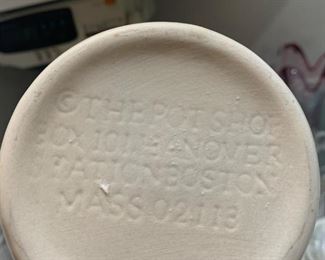 © THE POT SHOP
BOX 101 HANOVER
STATION BOSTON
MASS 02113